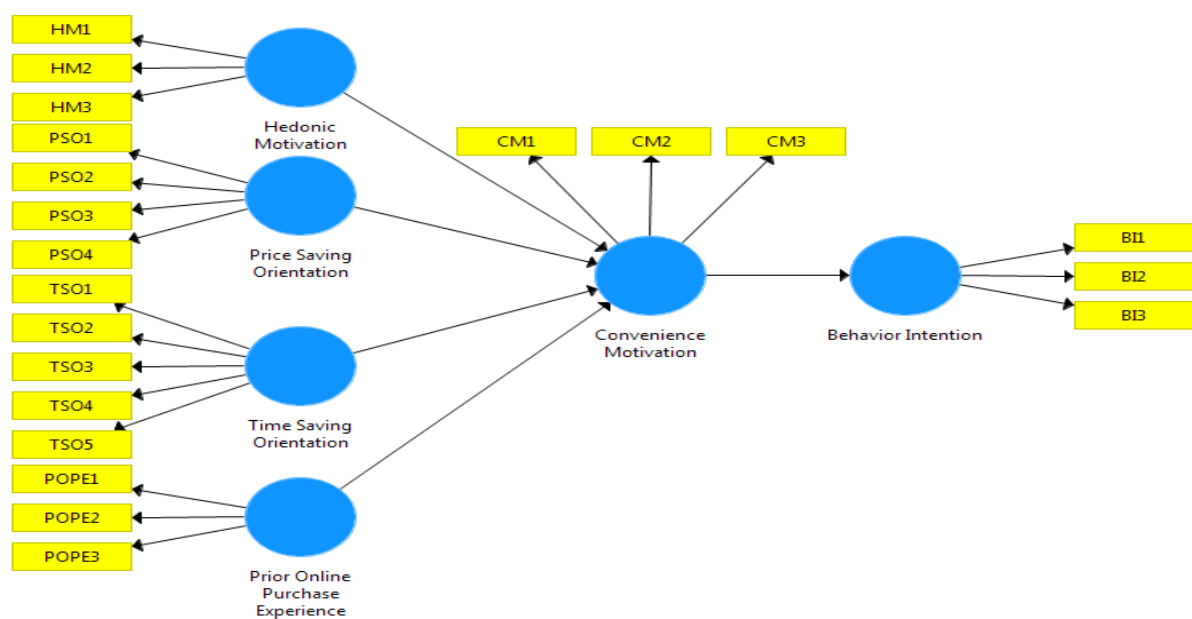 HM1
HM2
HM3
Hedonic
Motivation
PSO1
PSO2
PSO3
PSO4
Price Saving
Orientation
TSO1
TSO2
TSO3
TSO4
TSO5
Time Saving
Orientation
POPE1
POPE2
POPE3
Prior Online
Purchase
Experience
CM1
CM2
CM3
Convenience
Motivation
Behavior Intention
BI1
BI2
BI3